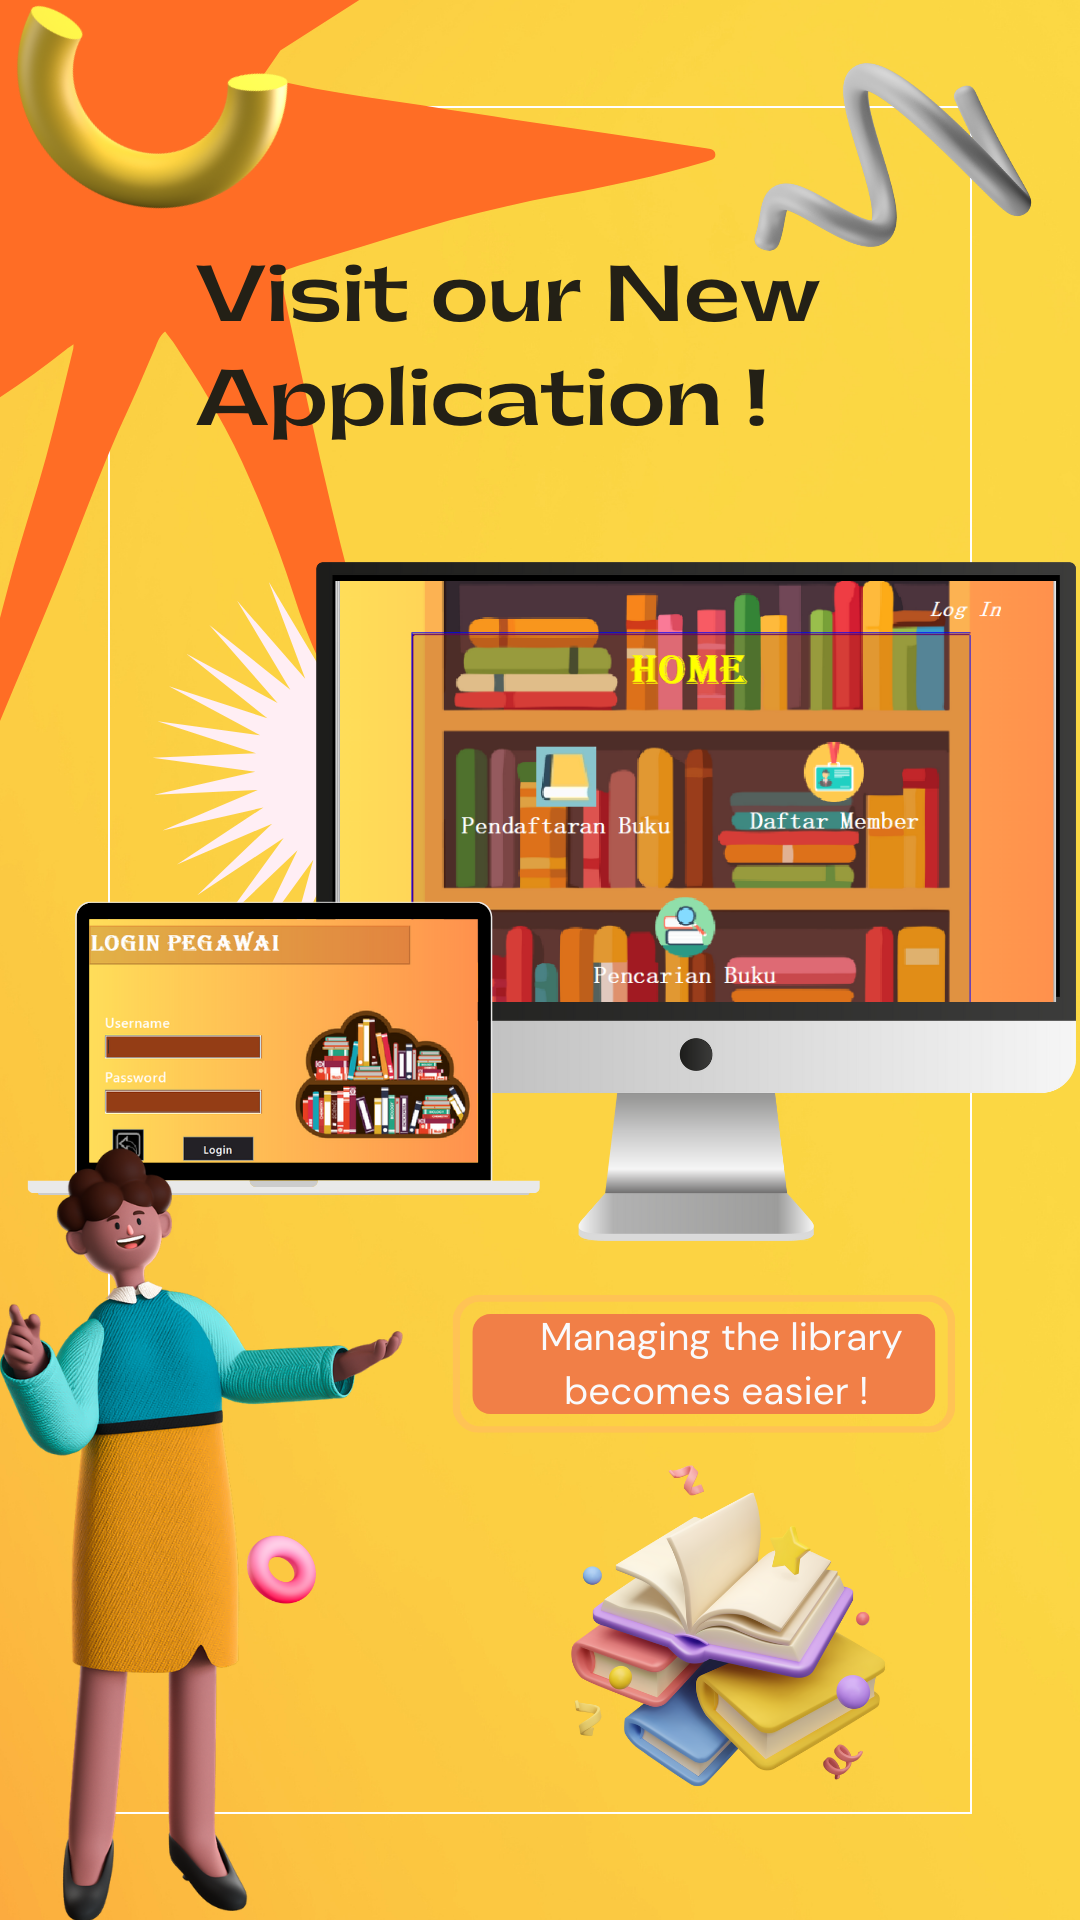 Visit our New
Application !
Log In
HOME
Pendaftaran Buku
Daftar Member
Pencarian Buku
LOGIN PEGAWAI
Username
Password
Login
Managing the library
becomes easier !